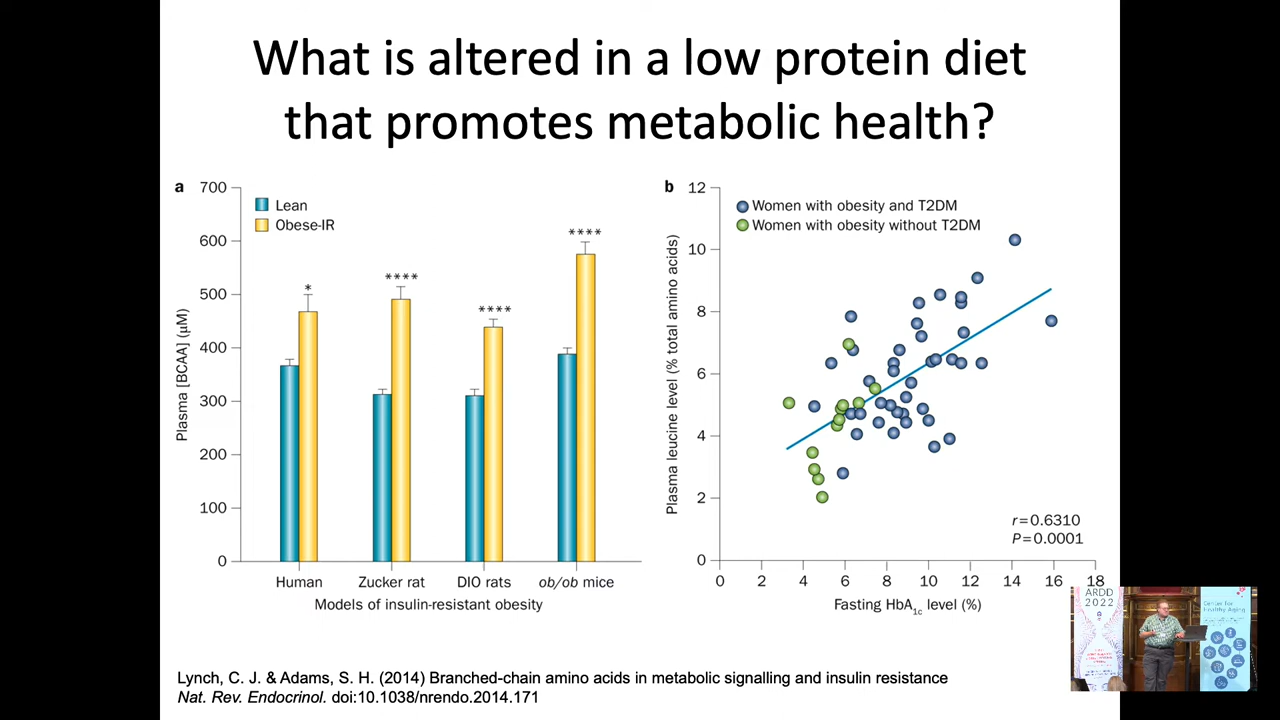 What is altered in a low protein diet
that promotes metabolic health?
a
700
600
500
400
300
200
100
0
Plasma [BCAA] (μM)
Lean
Obese-IR
*
****
****
****
Human
Zucker rat
DIO rats
ob/ob mice
Models of insulin-resistant obesity
b
12
10
8
6
4
2
0
Plasma leucine level (% total amino acids)
Women with obesity and T2DM
Women with obesity without T2DM
r=0.6310
P=0.0001
0 2 4 6 8 10 12 14 16 18
Fasting HbA1c level (%)
ARDD
2022
Center for
Healthy Aging
Lynch, C. J. & Adams, S. H. (2014) Branched-chain amino acids in metabolic signalling and insulin resistance
Nat. Rev. Endocrinol. doi:10.1038/nrendo.2014.171